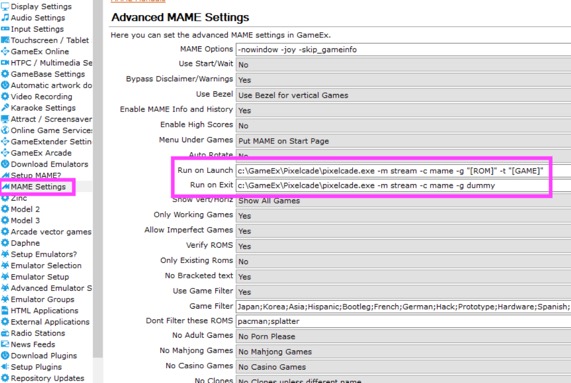 MAME Manuals
Display Settings
Audio Settings
Input Settings
Touchscreen / Tablet
GameEx Online
HTPC / Multimedia Se
GameBase Settings
Automatic artwork do
Video Recording
Karaoke Settings
Attract / Screensaver
Online Game Services
GameExtender Setting
GameEx Arcade
Download Emulators
Setup MAME?
MAME Settings
Zinc
Model 2
Model 3
Arcade vector games
Daphne
Setup Emulators?
Emulator Selection
Emulator Setup
Advanced Emulator S
Emulator Groups
HTML Applications
External Applications
Radio Stations
News Feeds
Download Plugins
Setup Plugins
Repository Updates
Advanced MAME Settings
Here you can set the advanced MAME settings in GameEx.
MAME Options -nowindow -joy -skip_gameinfo
Use Start/Wait No
Bypass Disclaimer/Warnings Yes
Use Bezel Use Bezel for vertical Games
Enable MAME Info and History Yes
Enable High Scores No
Menu Under Games Put MAME on Start Page
Auto Rotate No
Run on Launch c:\GameEx\Pixelcade\pixelcade.exe -m stream -c mame -g "[ROM]" -t "[GAME]"
Run on Exit c:\GameEx\Pixelcade\pixelcade.exe -m stream -c mame -g dummy
Show Vert/Horiz Show All Games
Only Working Games Yes
Allow Imperfect Games Yes
Verify ROMS Yes
Only Existing Roms No
No Bracketed text Yes
Use Game Filter Yes
Game Filter Japan;Korea;Asia;Hispanic;Bootleg;French;German;Hack;Prototype;Hardware;Spanish;
Dont Filter these ROMS pacman;splatter
No Adult Games No Porn Please
No Mahjong Games No Mahjong Games
No Casino Games No Casino Games
No Clones No Clones unless different name